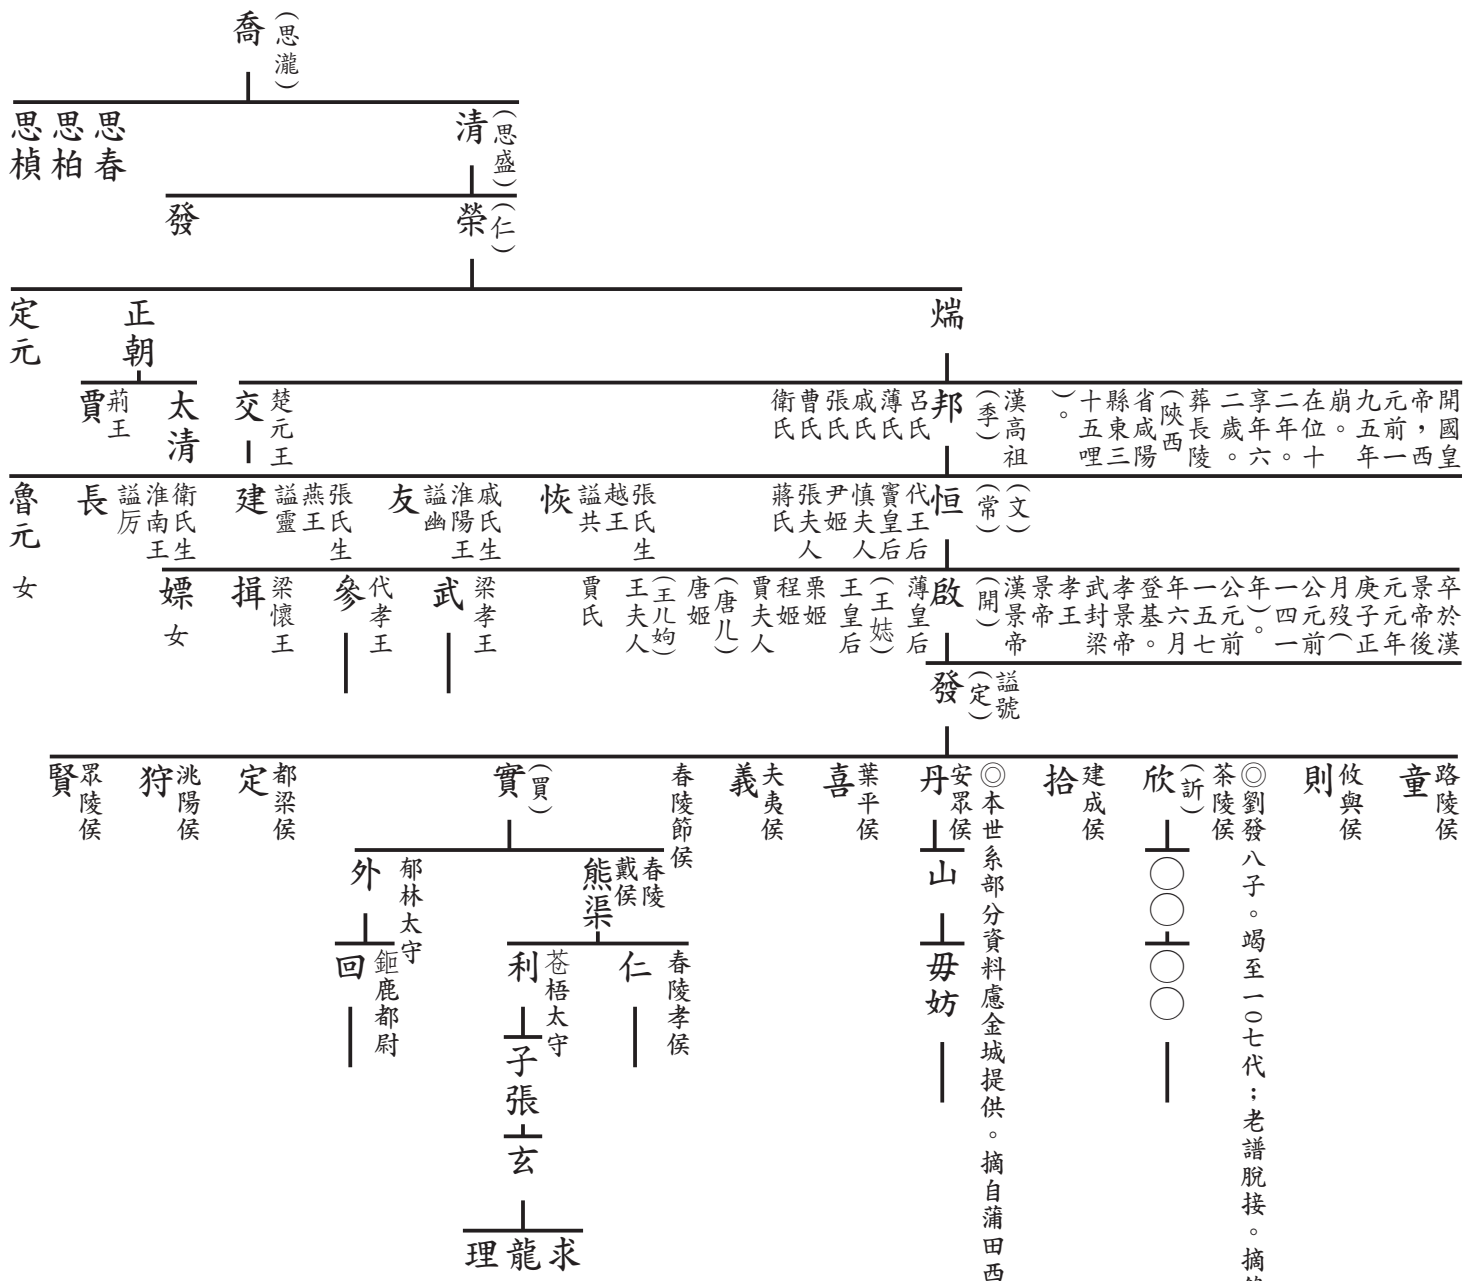 (思瀧)
喬
(思盛)
清
思春
思柏
思楨
(仁)
榮
發
煓
正朝
定元
開國皇
帝，西
元前一
九五年
崩。
在位十
二年。
享年六
二歲。
葬長陵
(陝西
省咸陽
縣東三
十五哩
)。
漢高祖
(季)
邦
呂氏
薄氏
戚氏
張氏
曹氏
衛氏
楚元王
交
太清
荊王
賈
(文)
(常)
恒
代王后
竇皇后
慎夫人
尹姬
張夫人
蔣氏
張氏生
越王
謚共
恢
戚氏生
淮陽王
謚幽
友
張氏生
燕王
謚靈
建
衛氏生
淮南王
謚厉
長
魯元 女
卒於漢
景帝後
元元年
庚子正
月歿(
公元前
一四一
年)。
公元前
一五七
年六月
登基。
孝景帝
武封梁
孝王
景帝
漢景帝
(開)
啟
薄皇后
(王娡)
王皇后
栗姬
程姬
賈夫人
(唐儿)
唐姬
(王儿姁)
王夫人
賈氏
梁孝王
武
代孝王
參
梁懷王
揖
嫖 女
謚號
(定)
發
路陵侯
童
攸輿侯
則
◎劉發八子。竭至一○七代；老譜脫接。摘
茶陵侯
(訢)
欣
○○
○○
建成侯
拾
◎本世系部分資料慮金城提供。摘自蒲田西
安眾侯
丹
山
毋妨
葉平侯
喜
夫夷侯
義
春陵節侯
(買)
實
春陵
戴侯
熊渠
春陵孝侯
仁
苍梧太守
利
子張
玄
求
龍
理
郁林太守
外
鉅鹿都尉
回
都梁侯
定
洮陽侯
狩
眾陵侯
賢